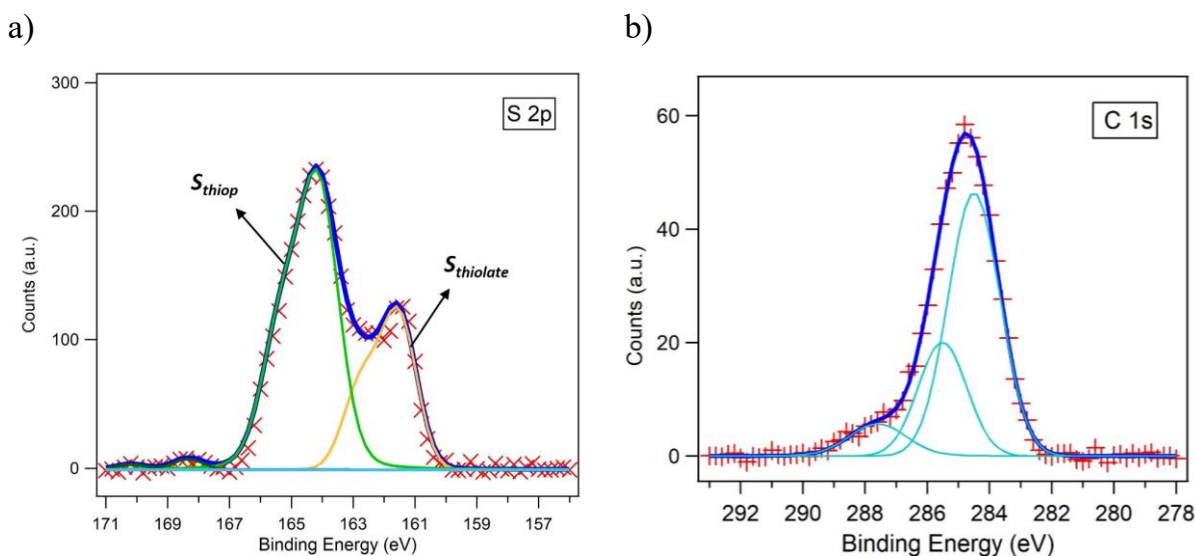 a)
S 2p
S thiop
S thiolate
300
200
100
0
Counts (a.u.)
171 169 167 165 163 161 159 157
Binding Energy (eV)
b)
C 1s
60
40
20
0
Counts (a.u.)
292 290 288 286 284 282 280 278
Binding Energy (eV)